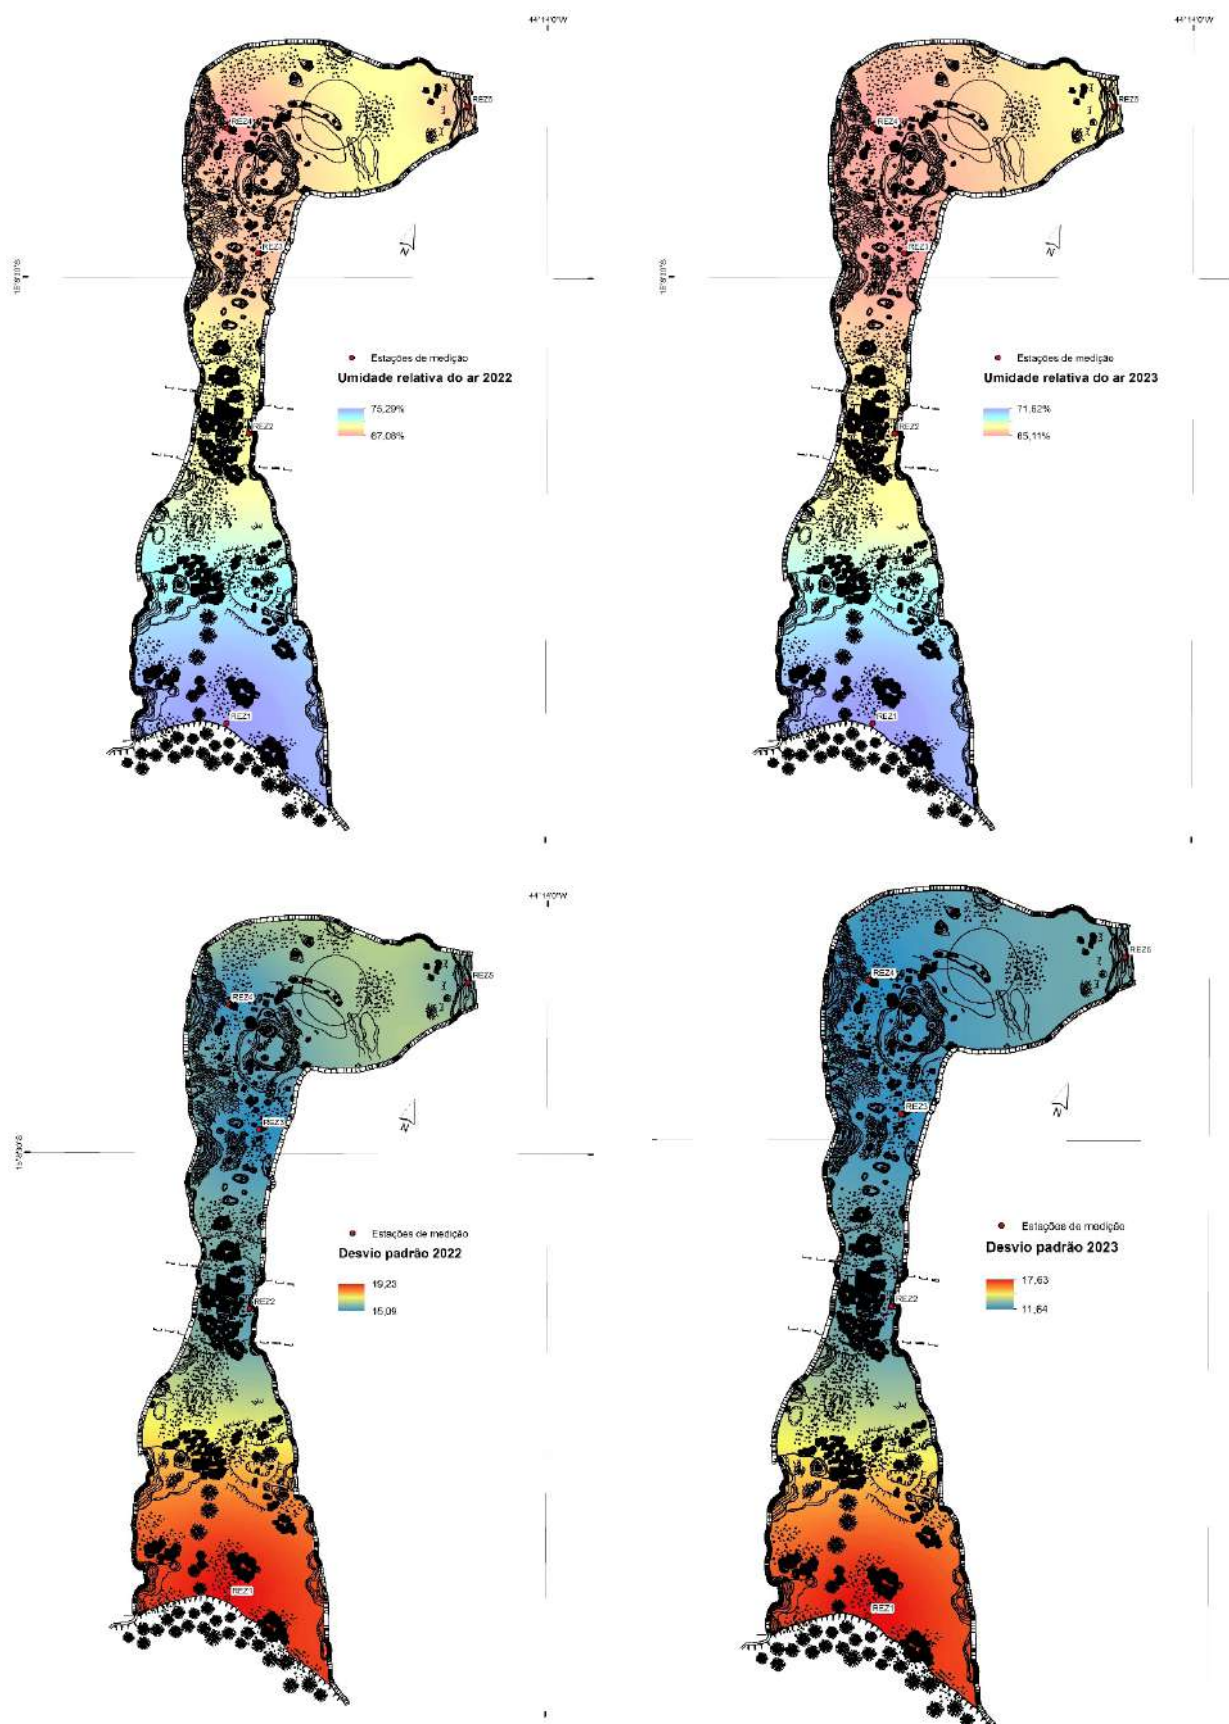 44°14'0"W
REZ5
REZ4
N
REZ3
Estações de medição
Umidade relativa do ar 2022
75,29%
67,08%
REZ2
REZ1
44°14'0"W
REZ5
REZ4
N
REZ3
Estações de medição
Umidade relativa do ar 2023
71,62%
65,11%
REZ2
REZ1
44°14'0"W
REZ5
REZ4
N
REZ3
Estações de medição
Desvio padrão 2022
19,23
15,09
REZ2
REZ1
REZ5
REZ4
N
REZ3
Estações de medição
Desvio padrão 2023
17,63
11,64
REZ2
REZ1